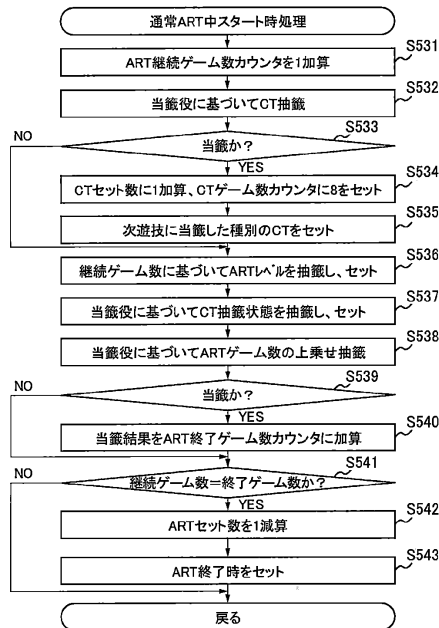 通常ART中スタート時処理
S531
ART継続ゲーム数カウンタを1加算
S532
当籤役に基づいてCT抽籤
S533
当籤か?
NO
YES
S534
CTセット数に1加算、CTゲーム数カウンタに8をセット
S535
次遊技に当籤した種別のCTをセット
S536
継続ゲーム数に基づいてARTレベルを抽籤し、セット
S537
当籤役に基づいてCT抽籤状態を抽籤し、セット
S538
当籤役に基づいてARTゲーム数の上乗せ抽籤
S539
当籤か?
NO
YES
S540
当籤結果をART終了ゲーム数カウンタに加算
S541
継続ゲーム数=終了ゲーム数か?
NO
YES
S542
ARTセット数を1減算
S543
ART終了時をセット
戻る